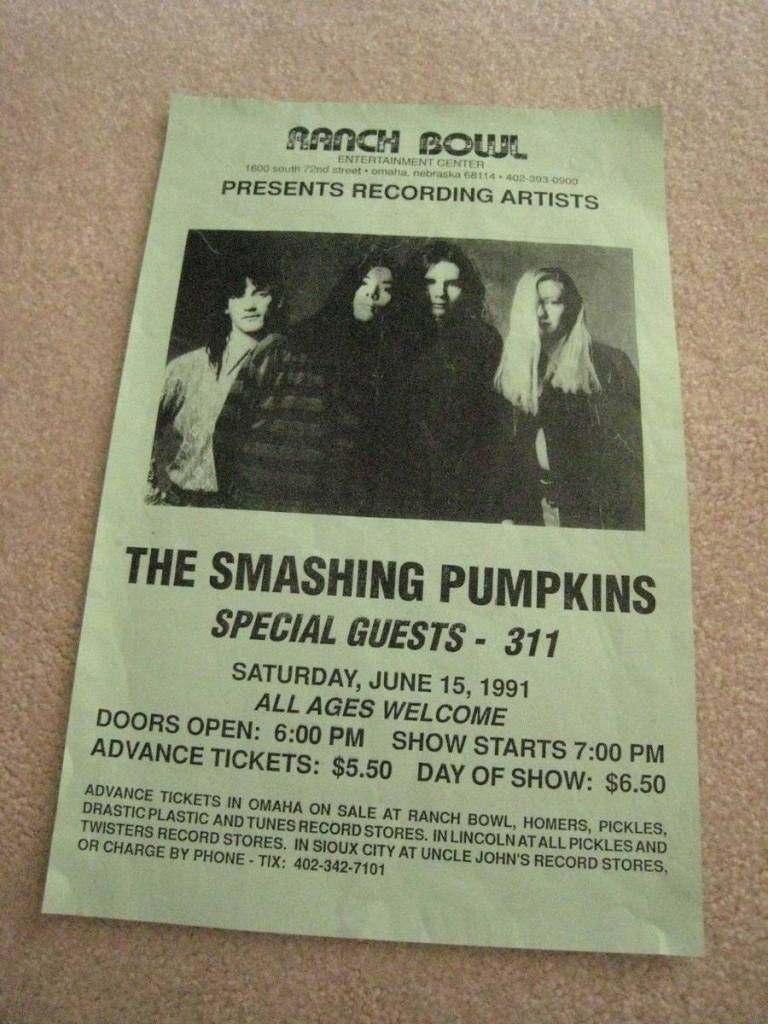 RANCH BOWL
ENTERTAINMENT CENTER
1600 south 72nd street • omaha, nebraska 68114 • 402-393-0900
PRESENTS RECORDING ARTISTS
THE SMASHING PUMPKINS
SPECIAL GUESTS - 311
SATURDAY, JUNE 15, 1991
ALL AGES WELCOME
DOORS OPEN: 6:00 PM SHOW STARTS 7:00 PM
ADVANCE TICKETS: $5.50 DAY OF SHOW: $6.50
ADVANCE TICKETS IN OMAHA ON SALE AT RANCH BOWL, HOMERS, PICKLES,
DRASTIC PLASTIC AND TUNES RECORD STORES. IN LINCOLN AT ALL PICKLES AND
TWISTERS RECORD STORES. IN SIOUX CITY AT UNCLE JOHN'S RECORD STORES,
OR CHARGE BY PHONE - TIX: 402-342-7101